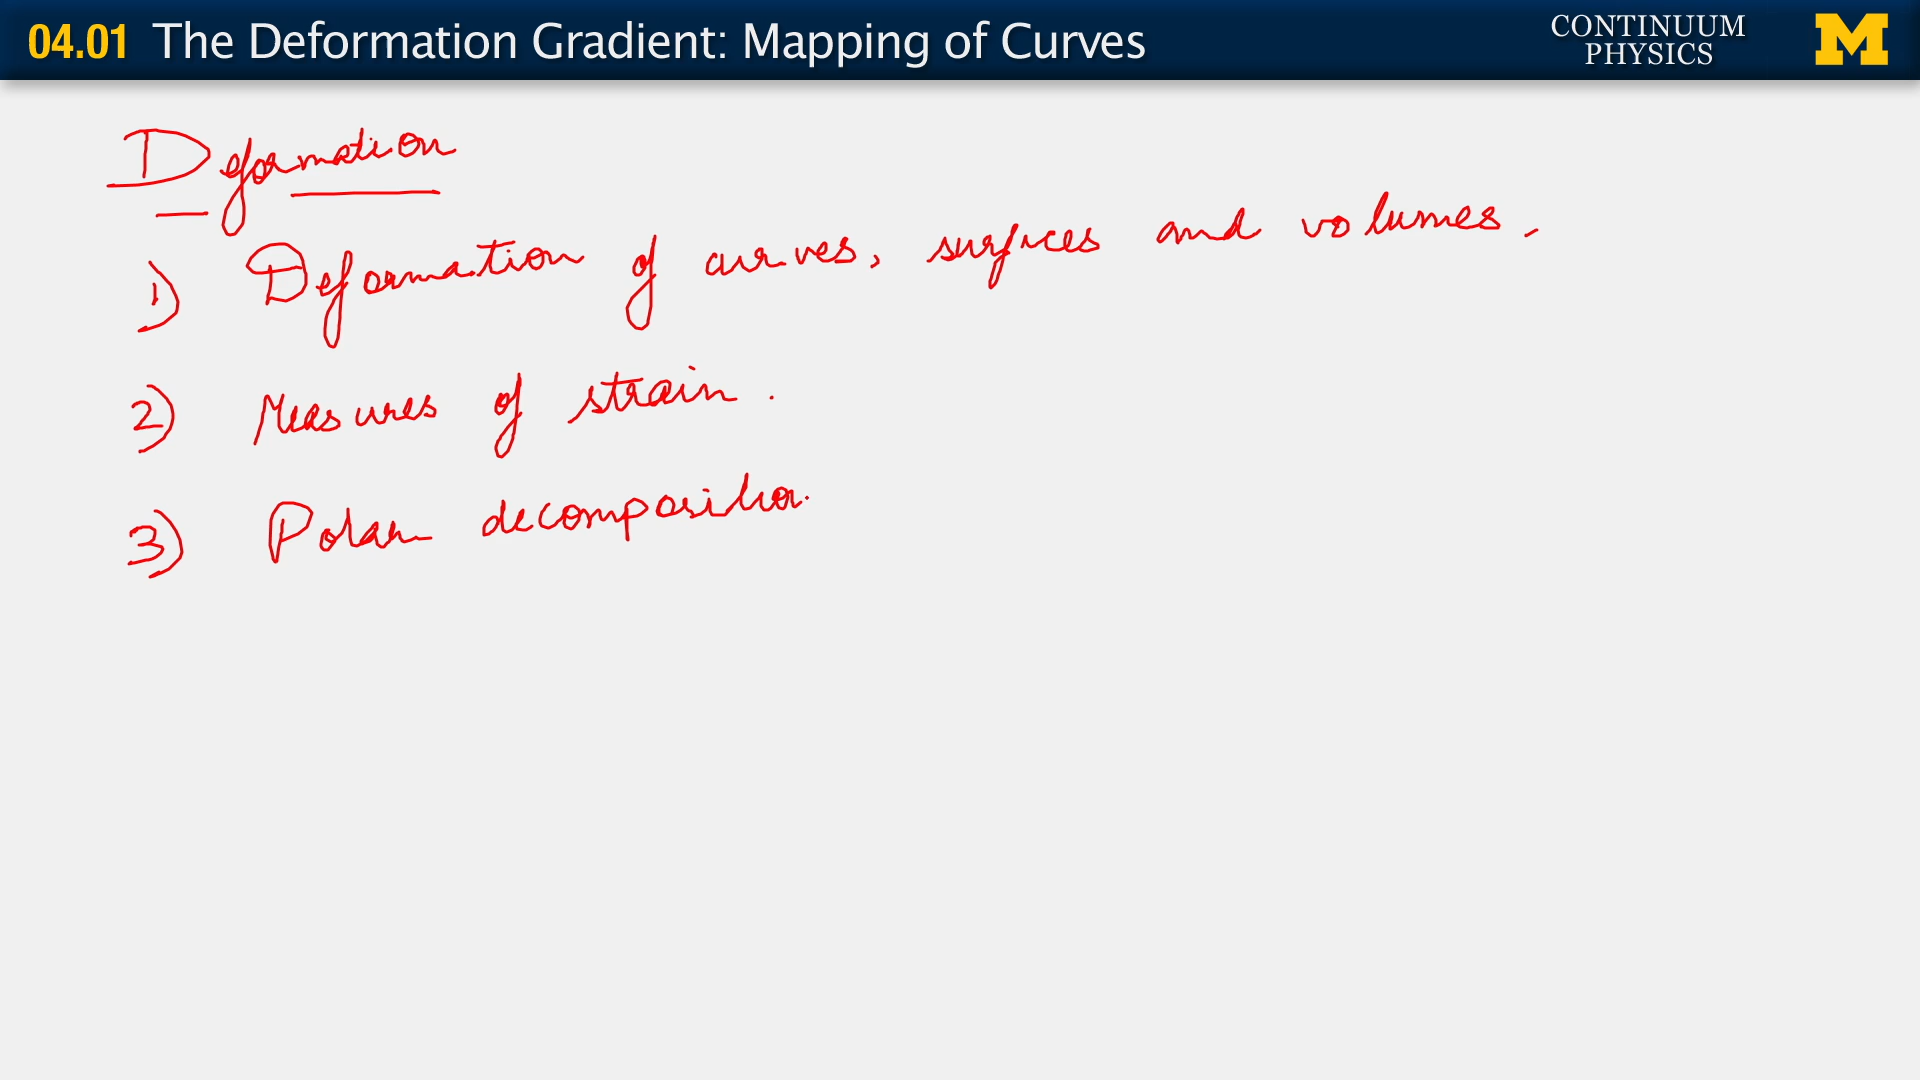 04.01 The Deformation Gradient: Mapping of Curves
CONTINUUM
PHYSICS
M
Deformation
1) Deformation of curves, surfaces and volumes.
2) Measures of strain.
3) Polar decomposition.